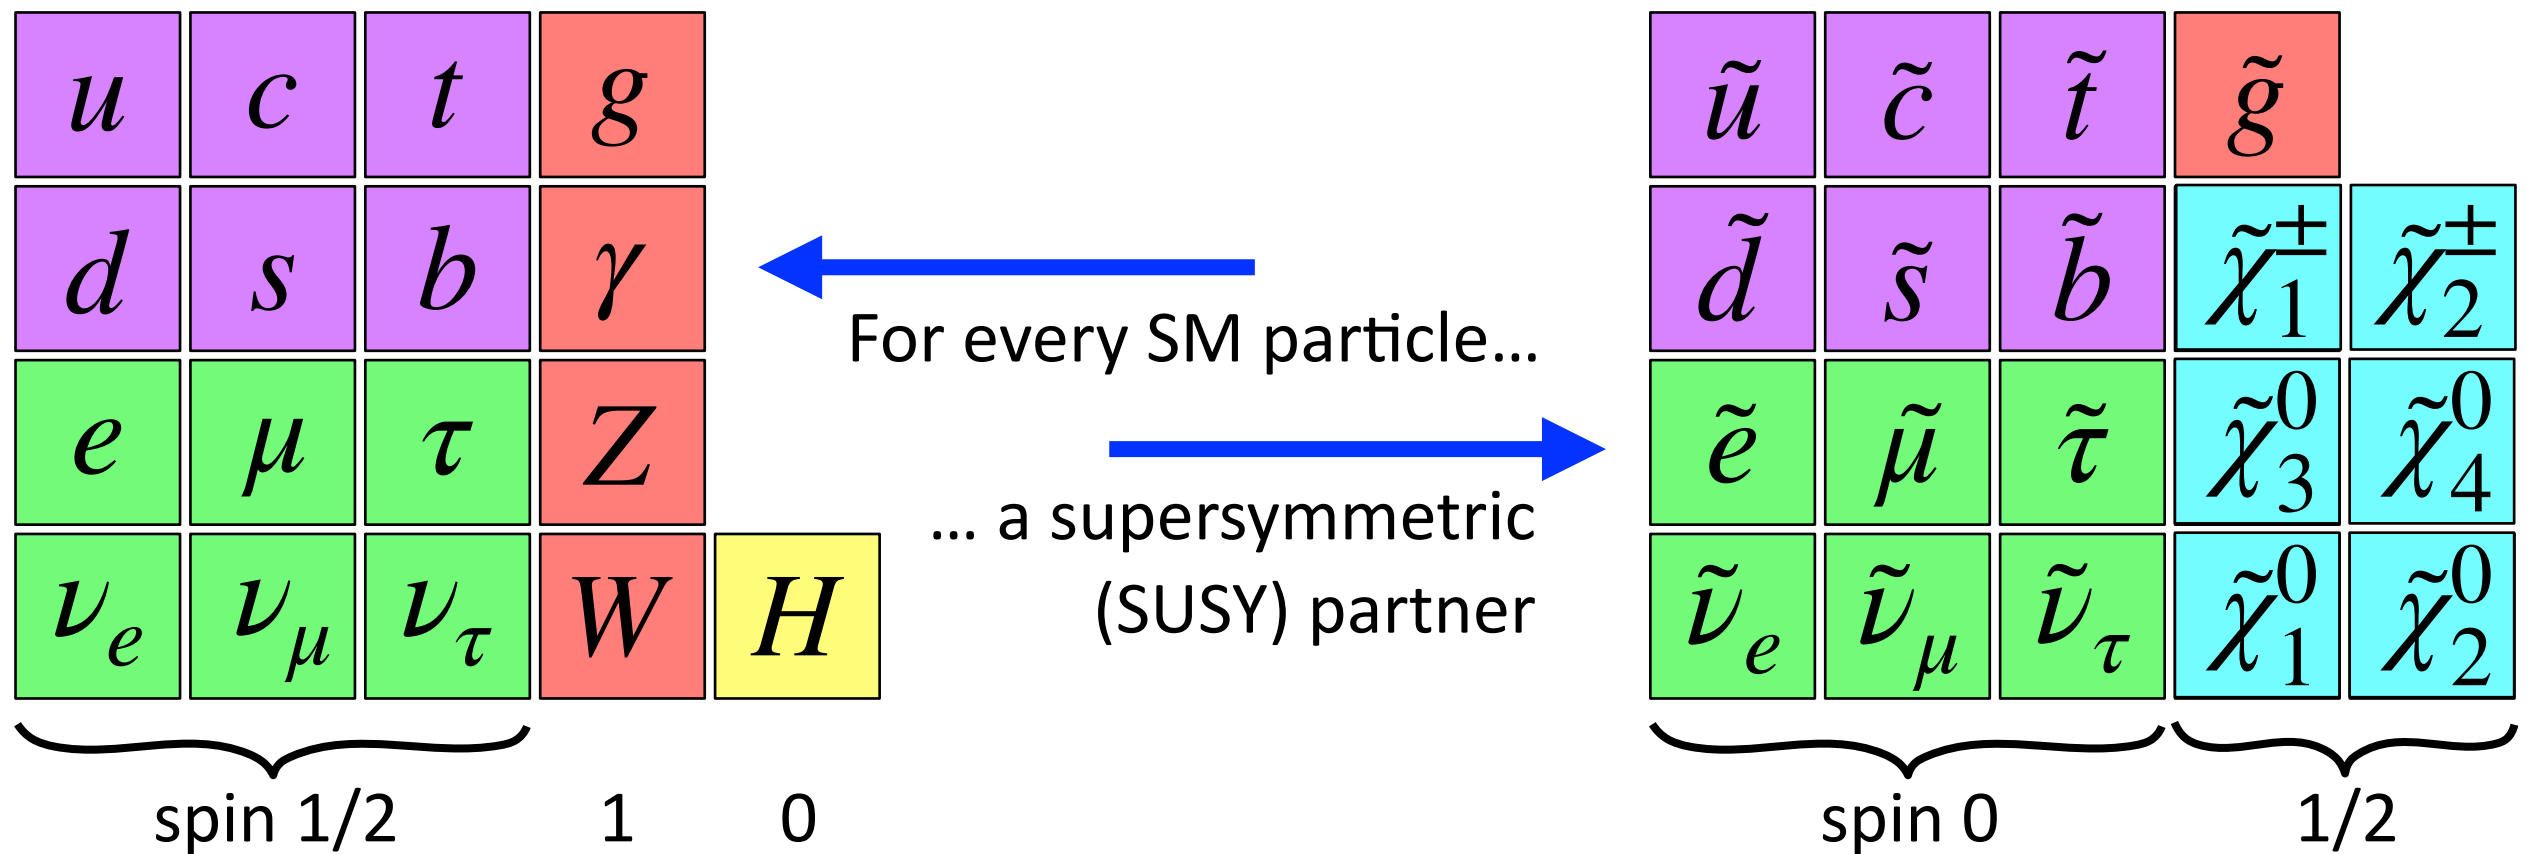 u c t g
d s b γ
e μ τ Z
ν_e ν_μ ν_τ W H
spin 1/2 1 0
For every SM particle…
… a supersymmetric
(SUSY) partner
ũ c̃ t̃ g̃
d̃ s̃ b̃ χ̃₁^± χ̃₂^±
ẽ μ̃ τ̃ χ̃₃⁰ χ̃₄⁰
ν̃_e ν̃_μ ν̃_τ χ̃₁⁰ χ̃₂⁰
spin 0 1/2